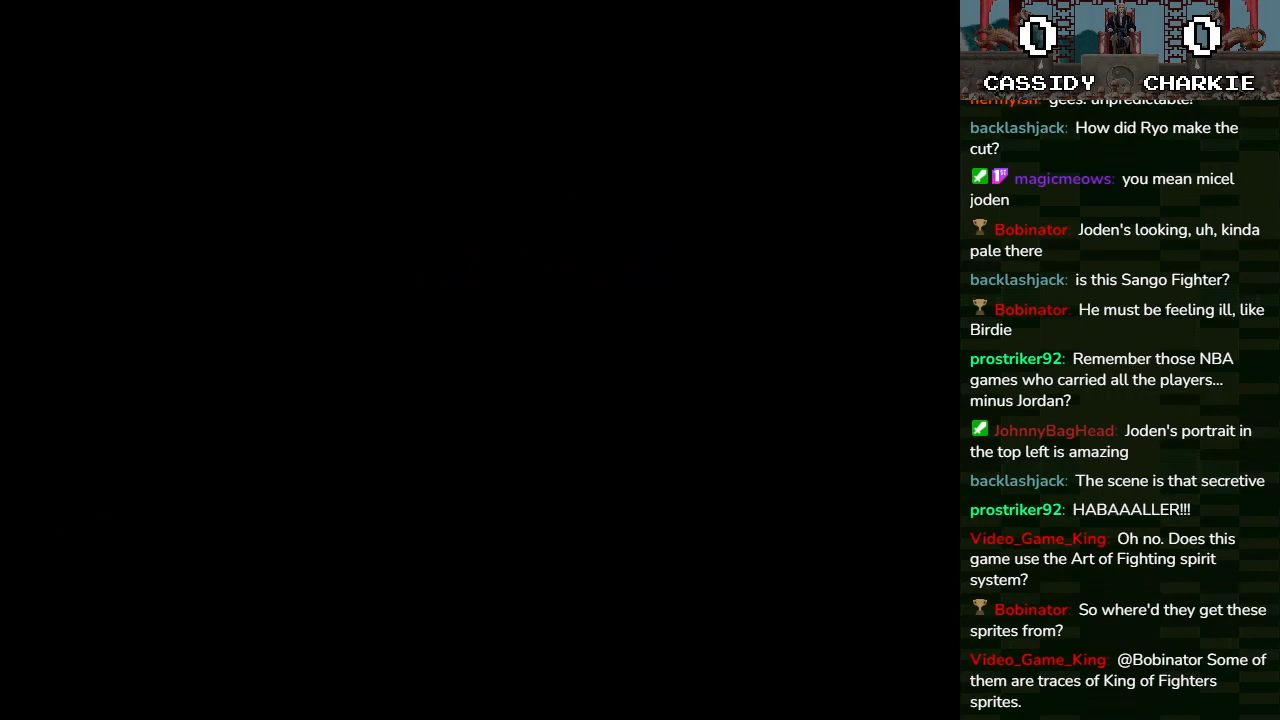 0 0
CASSIDY CHARKIE
hermyish: gees. unpredictable!
backlashjack: How did Ryo make the
cut?
1ST magicmeows: you mean micel
joden
Bobinator: Joden's looking, uh, kinda
pale there
backlashjack: is this Sango Fighter?
Bobinator: He must be feeling ill, like
Birdie
prostriker92: Remember those NBA
games who carried all the players...
minus Jordan?
JohnnyBagHead: Joden's portrait in
the top left is amazing
backlashjack: The scene is that secretive
prostriker92: HABAAALLER!!!
Video_Game_King: Oh no. Does this
game use the Art of Fighting spirit
system?
Bobinator: So where'd they get these
sprites from?
Video_Game_King: @Bobinator Some of
them are traces of King of Fighters
sprites.